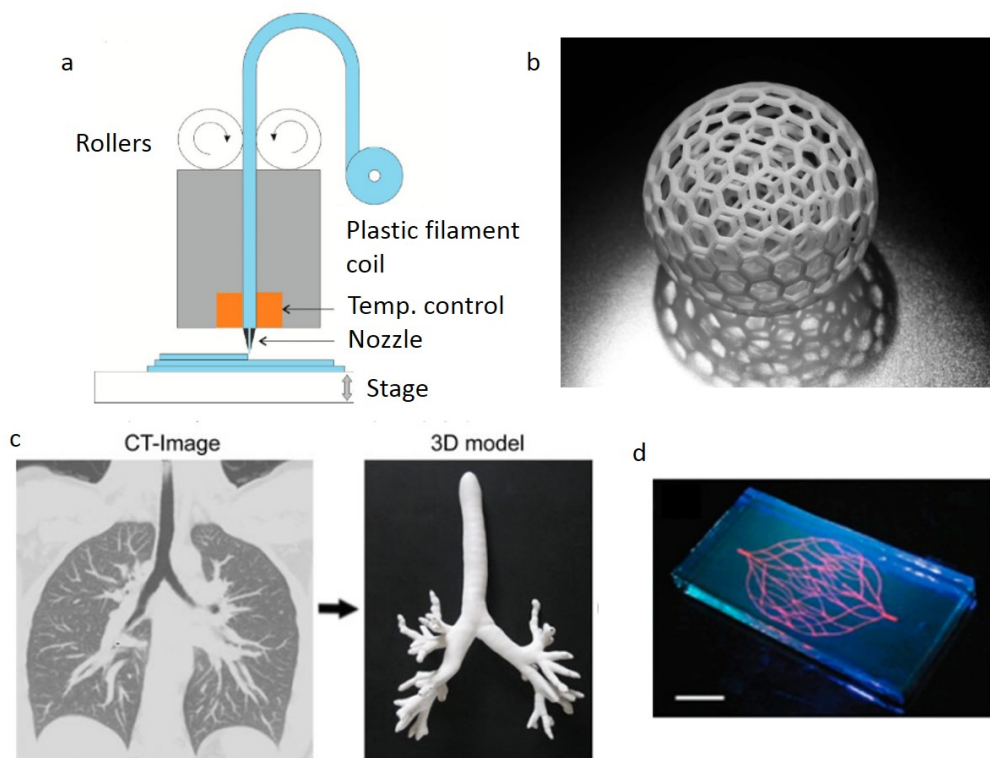 a
Rollers
Plastic filament
coil
Temp. control
Nozzle
Stage
b
c
CT-Image
3D model
d